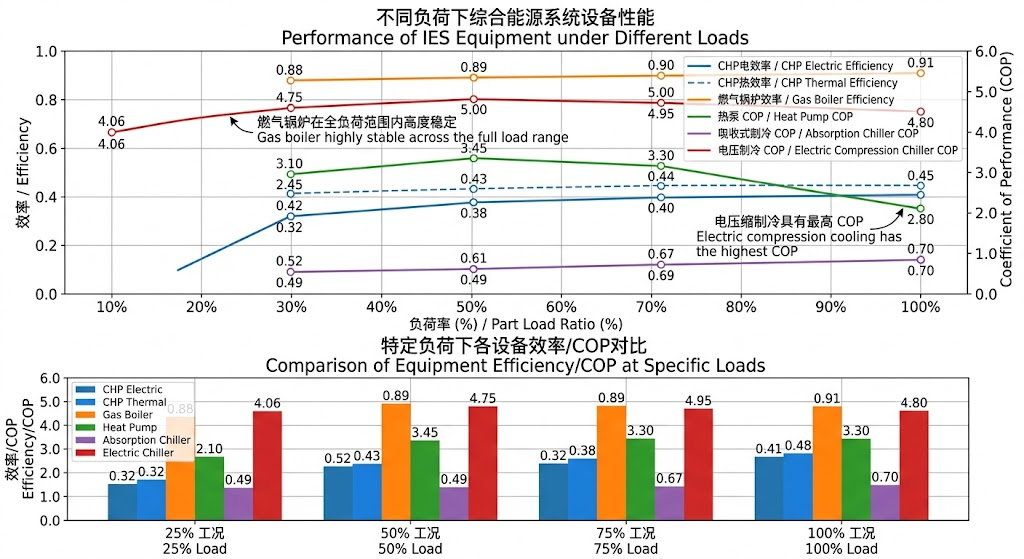 不同负荷下综合能源系统设备性能
Performance of IES Equipment under Different Loads
效率 / Efficiency
1.0
0.8
0.6
0.4
0.2
0.0
6.0
5.0
4.0
3.0
2.0
1.0
0.0
Coefficient of Performance (COP)
CHP电效率 / CHP Electric Efficiency
CHP热效率 / CHP Thermal Efficiency
燃气锅炉效率 / Gas Boiler Efficiency
热泵 COP / Heat Pump COP
吸收式制冷 COP / Absorption Chiller COP
电压制冷 COP / Electric Compression Chiller COP
0.88
0.89
0.90
0.91
4.06
4.06
4.75
5.00
5.00
4.95
4.80
燃气锅炉在全负荷范围内高度稳定
Gas boiler highly stable across the full load range
3.10
3.45
3.30
2.80
2.45
0.43
0.44
0.45
0.42
0.32
0.38
0.40
电压缩制冷具有最高 COP
Electric compression cooling has
the highest COP
0.52
0.61
0.67
0.70
0.49
0.49
0.69
0.70
10%
20%
30%
40%
50%
60%
70%
80%
90%
100%
负荷率 (%) / Part Load Ratio (%)
特定负荷下各设备效率/COP对比
Comparison of Equipment Efficiency/COP at Specific Loads
效率/COP
Efficiency/COP
6.0
5.0
4.0
3.0
2.0
1.0
0.0
CHP Electric
CHP Thermal
Gas Boiler
Heat Pump
Absorption Chiller
Electric Chiller
0.32
0.32
0.88
2.10
0.49
4.06
0.52
0.43
0.89
3.45
0.49
4.75
0.32
0.38
0.89
3.30
0.67
4.95
0.41
0.48
0.91
3.30
0.70
4.80
25% 工况
25% Load
50% 工况
50% Load
75% 工况
75% Load
100% 工况
100% Load